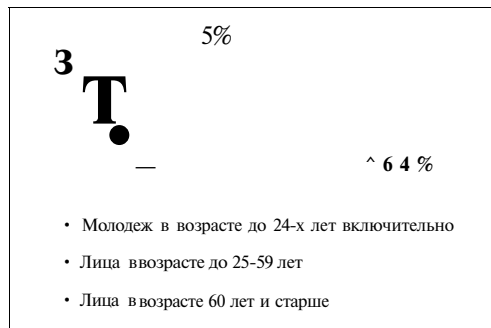 5%
З
Т.
—
^ 6 4 %
• Молодеж в возрасте до 24-х лет включительно
• Лица ввозрасте до 25-59 лет
• Лица в возрасте 60 лет и старше